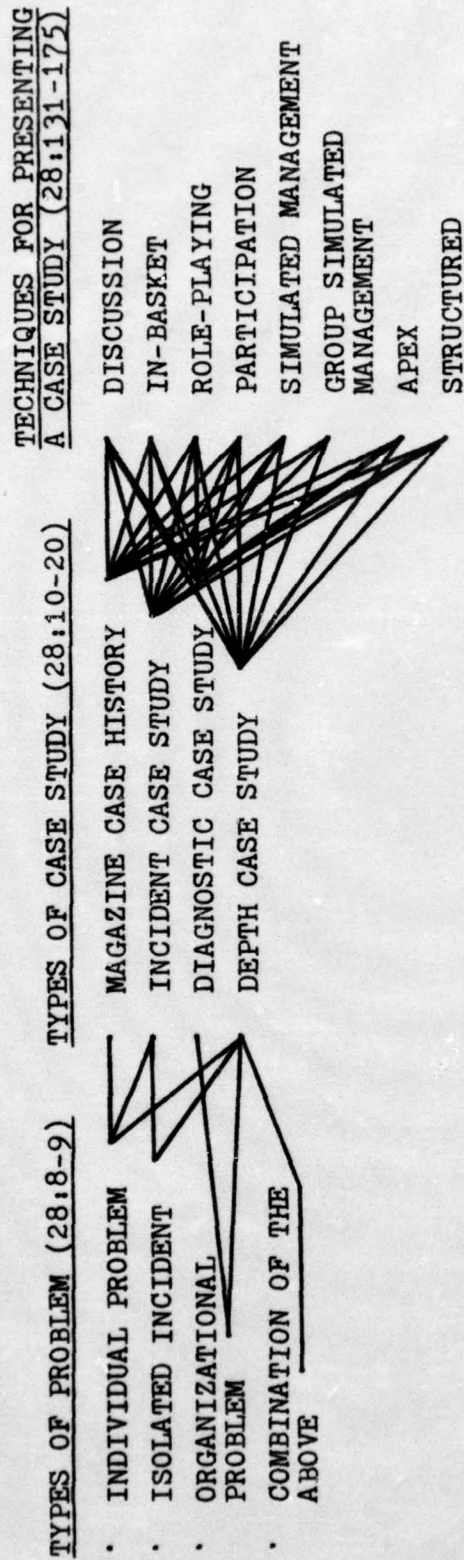 TYPES OF PROBLEM (28:8-9)
· INDIVIDUAL PROBLEM
· ISOLATED INCIDENT
· ORGANIZATIONAL
PROBLEM
· COMBINATION OF THE
ABOVE
TYPES OF CASE STUDY (28:10-20)
MAGAZINE CASE HISTORY
INCIDENT CASE STUDY
DIAGNOSTIC CASE STUDY
DEPTH CASE STUDY
TECHNIQUES FOR PRESENTING
A CASE STUDY (28:131-175)
DISCUSSION
IN-BASKET
ROLE-PLAYING
PARTICIPATION
SIMULATED MANAGEMENT
GROUP SIMULATED
MANAGEMENT
APEX
STRUCTURED